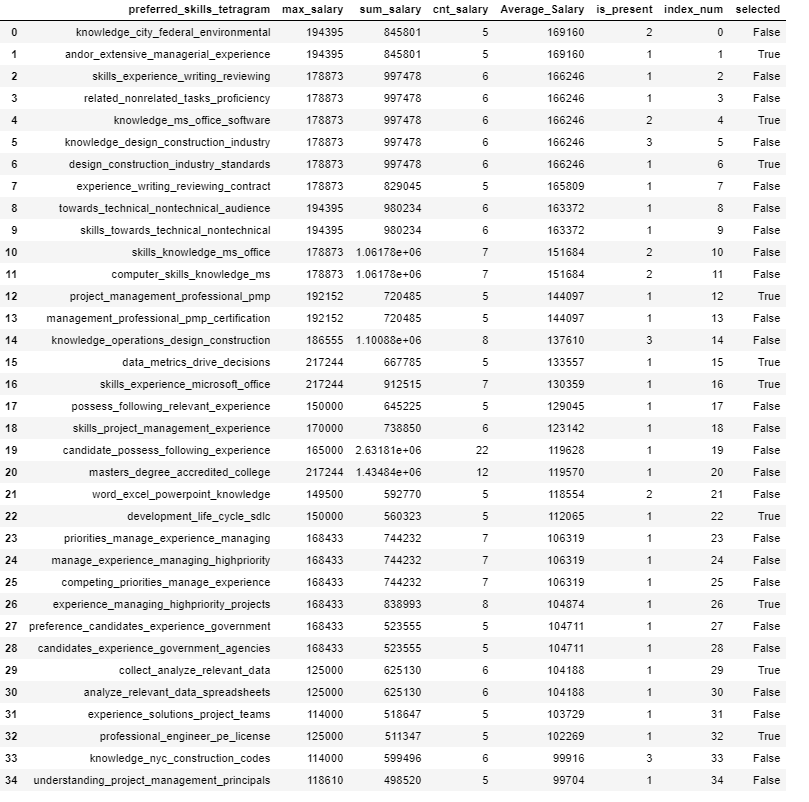 preferred_skills_tetragram max_salary sum_salary cnt_salary Average_Salary is_present index_num selected
0 knowledge_city_federal_environmental 194395 845801 5 169160 2 0 False
1 andor_extensive_managerial_experience 194395 845801 5 169160 1 1 True
2 skills_experience_writing_reviewing 178873 997478 6 166246 1 2 False
3 related_nonrelated_tasks_proficiency 178873 997478 6 166246 1 3 False
4 knowledge_ms_office_software 178873 997478 6 166246 2 4 True
5 knowledge_design_construction_industry 178873 997478 6 166246 3 5 False
6 design_construction_industry_standards 178873 997478 6 166246 1 6 True
7 experience_writing_reviewing_contract 178873 829045 5 165809 1 7 False
8 towards_technical_nontechnical_audience 194395 980234 6 163372 1 8 False
9 skills_towards_technical_nontechnical 194395 980234 6 163372 1 9 False
10 skills_knowledge_ms_office 178873 1.06178e+06 7 151684 2 10 False
11 computer_skills_knowledge_ms 178873 1.06178e+06 7 151684 2 11 False
12 project_management_professional_pmp 192152 720485 5 144097 1 12 True
13 management_professional_pmp_certification 192152 720485 5 144097 1 13 False
14 knowledge_operations_design_construction 186555 1.10088e+06 8 137610 3 14 False
15 data_metrics_drive_decisions 217244 667785 5 133557 1 15 True
16 skills_experience_microsoft_office 217244 912515 7 130359 1 16 True
17 possess_following_relevant_experience 150000 645225 5 129045 1 17 False
18 skills_project_management_experience 170000 738850 6 123142 1 18 False
19 candidate_possess_following_experience 165000 2.63181e+06 22 119628 1 19 False
20 masters_degree_accredited_college 217244 1.43484e+06 12 119570 1 20 False
21 word_excel_powerpoint_knowledge 149500 592770 5 118554 2 21 False
22 development_life_cycle_sdlc 150000 560323 5 112065 1 22 True
23 priorities_manage_experience_managing 168433 744232 7 106319 1 23 False
24 manage_experience_managing_highpriority 168433 744232 7 106319 1 24 False
25 competing_priorities_manage_experience 168433 744232 7 106319 1 25 False
26 experience_managing_highpriority_projects 168433 838993 8 104874 1 26 True
27 preference_candidates_experience_government 168433 523555 5 104711 1 27 False
28 candidates_experience_government_agencies 168433 523555 5 104711 1 28 False
29 collect_analyze_relevant_data 125000 625130 6 104188 1 29 True
30 analyze_relevant_data_spreadsheets 125000 625130 6 104188 1 30 False
31 experience_solutions_project_teams 114000 518647 5 103729 1 31 False
32 professional_engineer_pe_license 125000 511347 5 102269 1 32 True
33 knowledge_nyc_construction_codes 114000 599496 6 99916 3 33 False
34 understanding_project_management_principals 118610 498520 5 99704 1 34 False